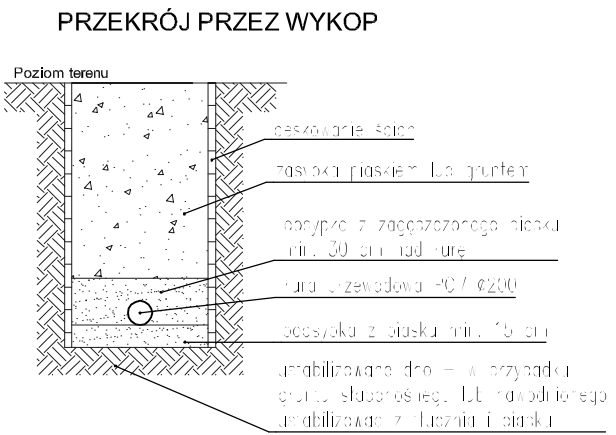 PRZEKRÓJ PRZEZ WYKOP
Poziom terenu
deskowanie ścian
zasypka piaskiem lub gruntem
obsypka z zagęszczonego piasku
min. 30 cm nad rurę
rura przewodowa PCV Ø200
podsypka z piasku min. 15 cm
ustabilizowane dno – w przypadku
gruntu słabonośnego lub nawodnionego
ustabilizować z tłucznia i piasku